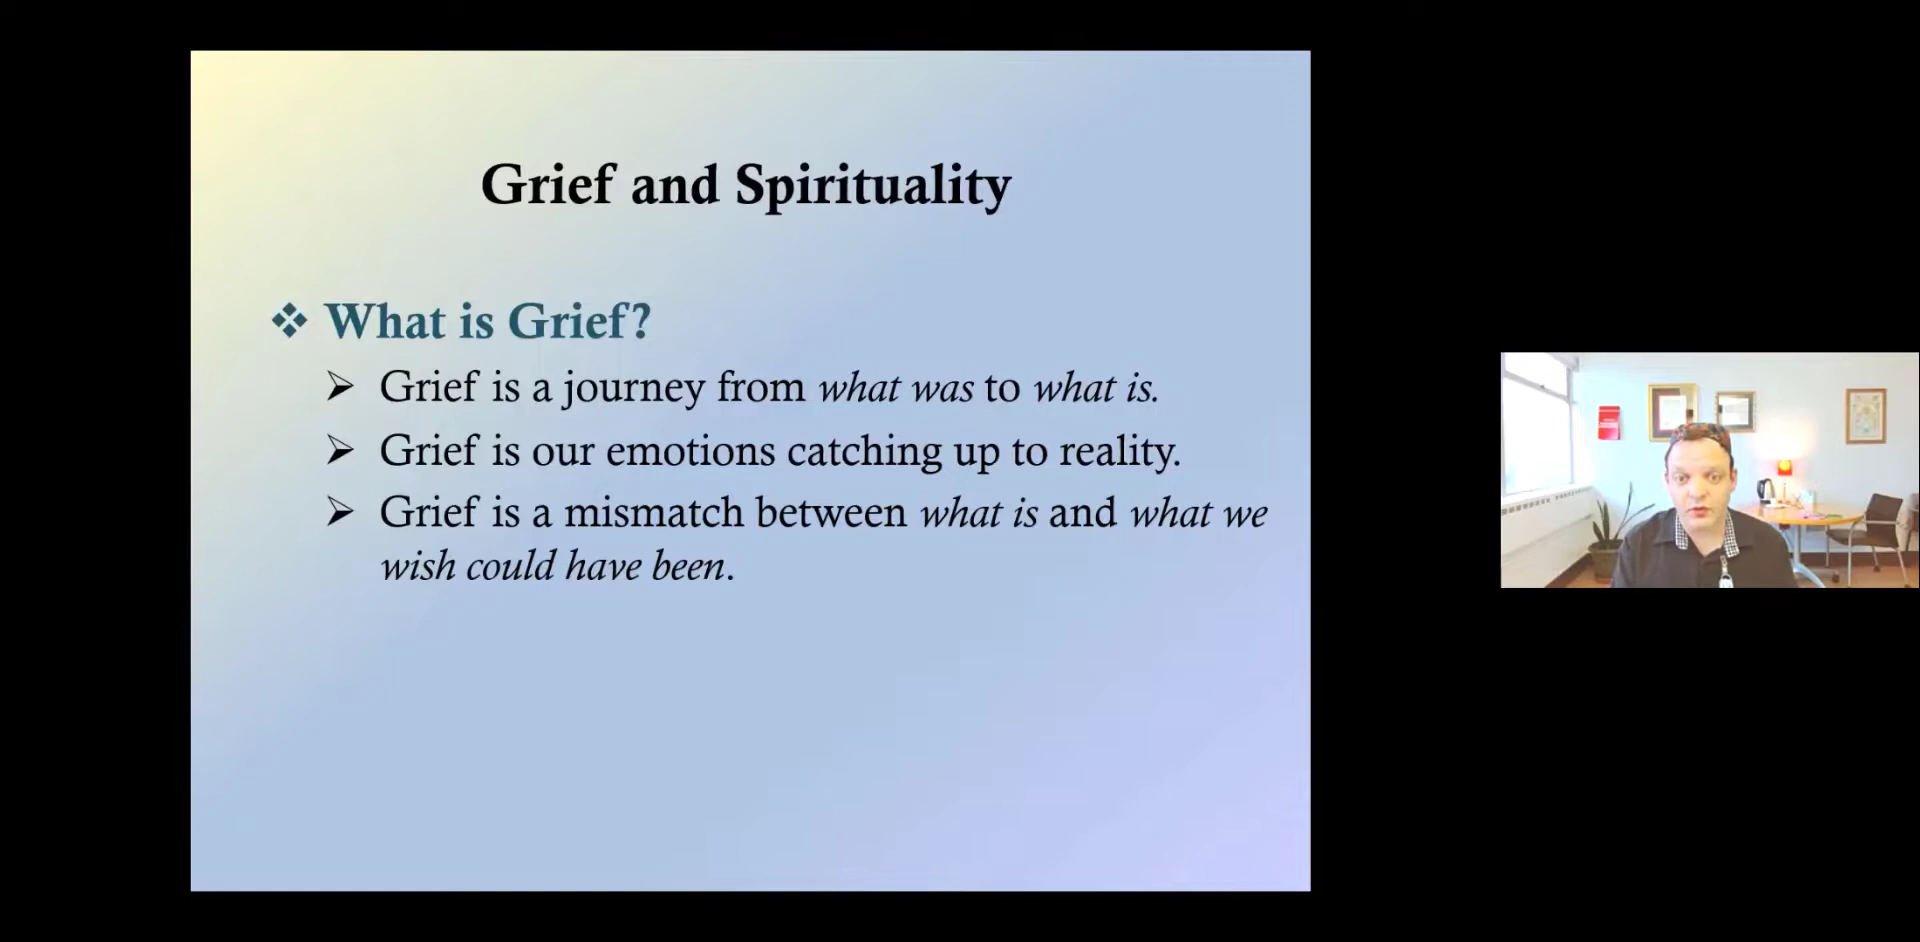 Grief and Spirituality
❖ What is Grief?
➢ Grief is a journey from what was to what is.
➢ Grief is our emotions catching up to reality.
➢ Grief is a mismatch between what is and what we
wish could have been.